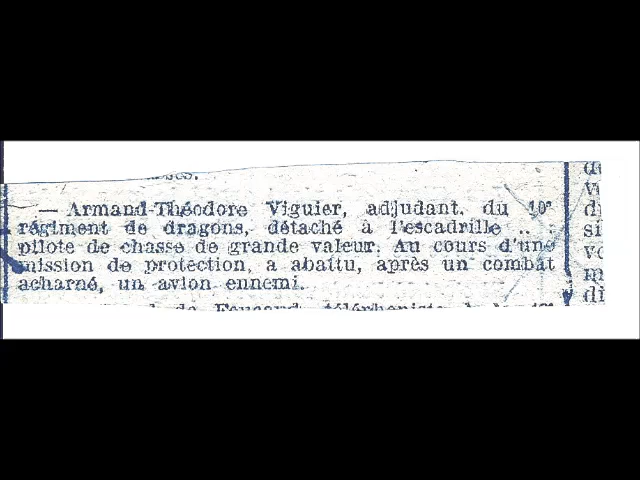 — Armand-Théodore Viguier, adjudant. du 10e
régiment de dragons, détaché à l'escadrille .. :
pilote de chasse de grande valeur. Au cours d'une
mission de protection, a abattu, après un combat
acharné, un avion ennemi.